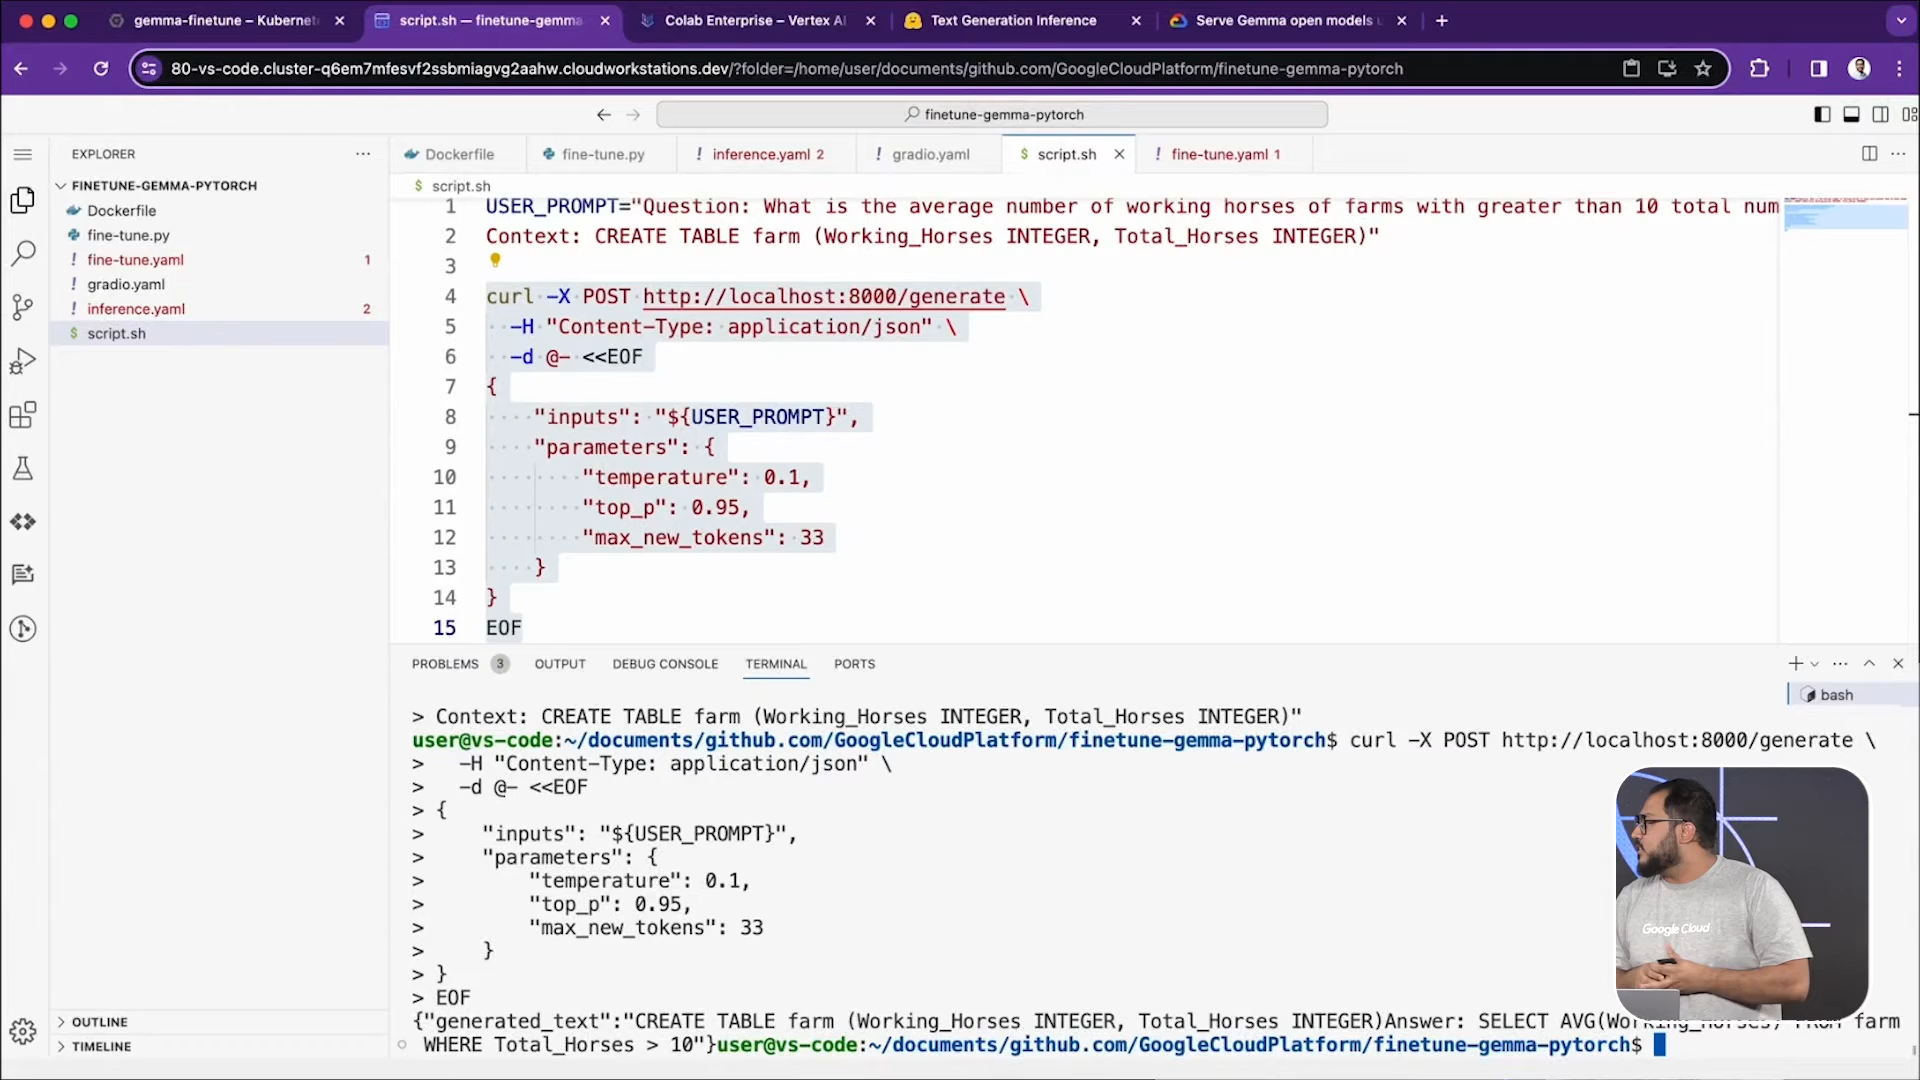 gemma-finetune – Kubernet
script.sh — finetune-gemma
Colab Enterprise – Vertex AI
Text Generation Inference
Serve Gemma open models u
80-vs-code.cluster-q6em7mfesvf2ssbmiagvg2aahw.cloudworkstations.dev/?folder=/home/user/documents/github.com/GoogleCloudPlatform/finetune-gemma-pytorch
finetune-gemma-pytorch
EXPLORER
FINETUNE-GEMMA-PYTORCH
Dockerfile
fine-tune.py
fine-tune.yaml 1
gradio.yaml
inference.yaml 2
script.sh
OUTLINE
TIMELINE
Dockerfile
fine-tune.py
inference.yaml 2
gradio.yaml
script.sh
fine-tune.yaml 1
$ script.sh
1 USER_PROMPT="Question: What is the average number of working horses of farms with greater than 10 total num
2 Context: CREATE TABLE farm (Working_Horses INTEGER, Total_Horses INTEGER)"
3
4 curl -X POST http://localhost:8000/generate \
5 -H "Content-Type: application/json" \
6 -d @- <<EOF
7 {
8 "inputs": "${USER_PROMPT}",
9 "parameters": {
10 "temperature": 0.1,
11 "top_p": 0.95,
12 "max_new_tokens": 33
13 }
14 }
15 EOF
PROBLEMS 3 OUTPUT DEBUG CONSOLE TERMINAL PORTS
bash
> Context: CREATE TABLE farm (Working_Horses INTEGER, Total_Horses INTEGER)"
user@vs-code:~/documents/github.com/GoogleCloudPlatform/finetune-gemma-pytorch$ curl -X POST http://localhost:8000/generate \
> -H "Content-Type: application/json" \
> -d @- <<EOF
> {
> "inputs": "${USER_PROMPT}",
> "parameters": {
> "temperature": 0.1,
> "top_p": 0.95,
> "max_new_tokens": 33
> }
> }
> EOF
{"generated_text":"CREATE TABLE farm (Working_Horses INTEGER, Total_Horses INTEGER)Answer: SELECT AVG(Working_Horses) FROM farm
WHERE Total_Horses > 10"}user@vs-code:~/documents/github.com/GoogleCloudPlatform/finetune-gemma-pytorch$
Google Cloud